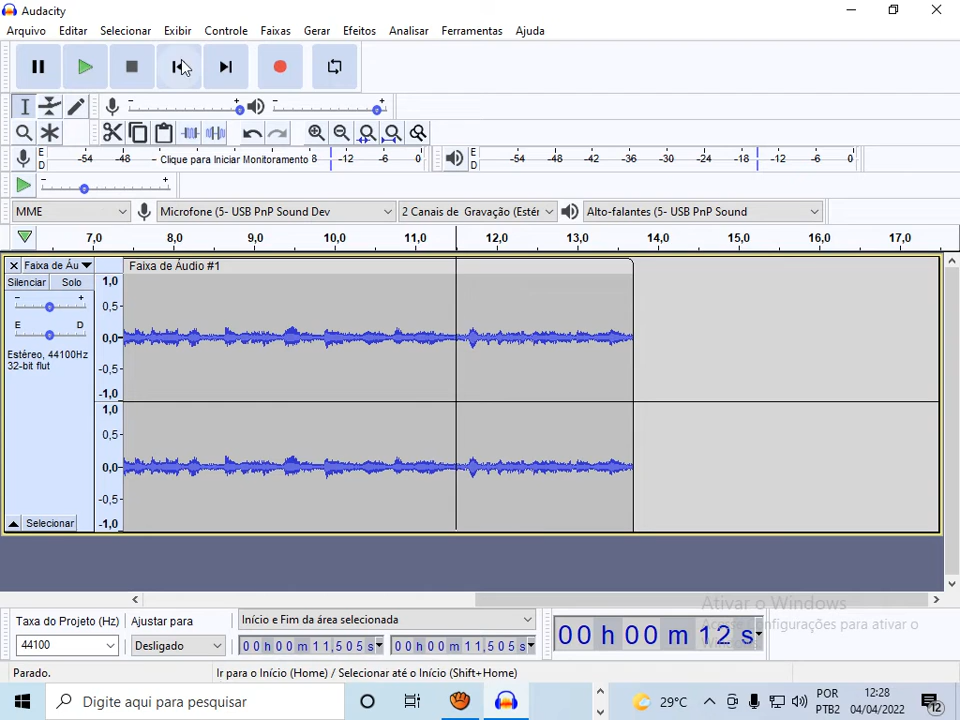 Audacity
Arquivo Editar Selecionar Exibir Controle Faixas Gerar Efeitos Analisar Ferramentas Ajuda
E D -54 -48 - Clique para Iniciar Monitoramento 8 -12 -6 0 E D -54 -48 -42 -36 -30 -24 -18 -12 -6 0
MME Microfone (5- USB PnP Sound Dev 2 Canais de Gravação (Estér Alto-falantes (5- USB PnP Sound
7,0 8,0 9,0 10,0 11,0 12,0 13,0 14,0 15,0 16,0 17,0
Faixa de Áu Faixa de Áudio #1
Silenciar Solo 1,0
- + 0,5
E D 0,0
Estéreo, 44100Hz
32-bit flut -0,5
-1,0
1,0
0,5
0,0
-0,5
Selecionar -1,0
Ativar o Windows
Acesse Configurações para ativar o
Taxa do Projeto (Hz) Ajustar para Início e Fim da área selecionada
44100 Desligado 00 h 00 m 11,505 s 00 h 00 m 11,505 s 00 h 00 m 12 s
Parado. Ir para o Início (Home) / Selecionar até o Início (Shift+Home)
Digite aqui para pesquisar 29°C POR PTB2 12:28 04/04/2022 12